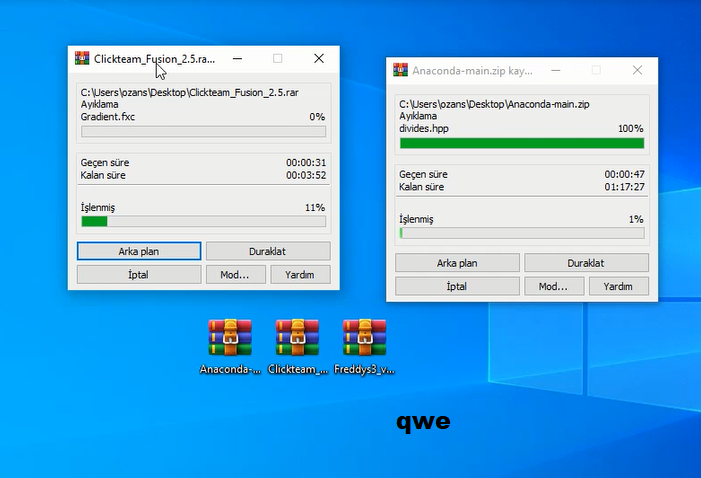 Clickteam_Fusion_2.5.ra...
C:\Users\ozans\Desktop\Clickteam_Fusion_2.5.rar
Ayıklama
Gradient.fxc 0%
Geçen süre 00:00:31
Kalan süre 00:03:52
İşlenmiş 11%
Arka plan Duraklat
İptal Mod... Yardım
Anaconda-main.zip kay...
C:\Users\ozans\Desktop\Anaconda-main.zip
Ayıklama
divides.hpp 100%
Geçen süre 00:00:47
Kalan süre 01:17:27
İşlenmiş 1%
Arka plan Duraklat
İptal Mod... Yardım
Anaconda-... Clickteam_... Freddys3_v...
qwe